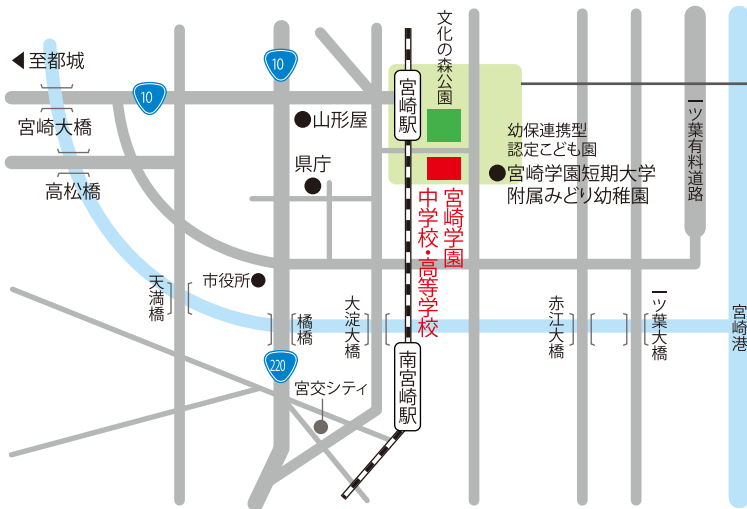 文化の森公園
至都城
10
10
宮崎駅
宮崎大橋
山形屋
幼保連携型
認定こども園
一ツ葉有料道路
県庁
宮崎学園短期大学
附属みどり幼稚園
高松橋
宮崎学園
中学校・高等学校
市役所
天満橋
橘橋
大淀大橋
赤江大橋
一ツ葉大橋
宮崎港
220
南宮崎駅
宮交シティ